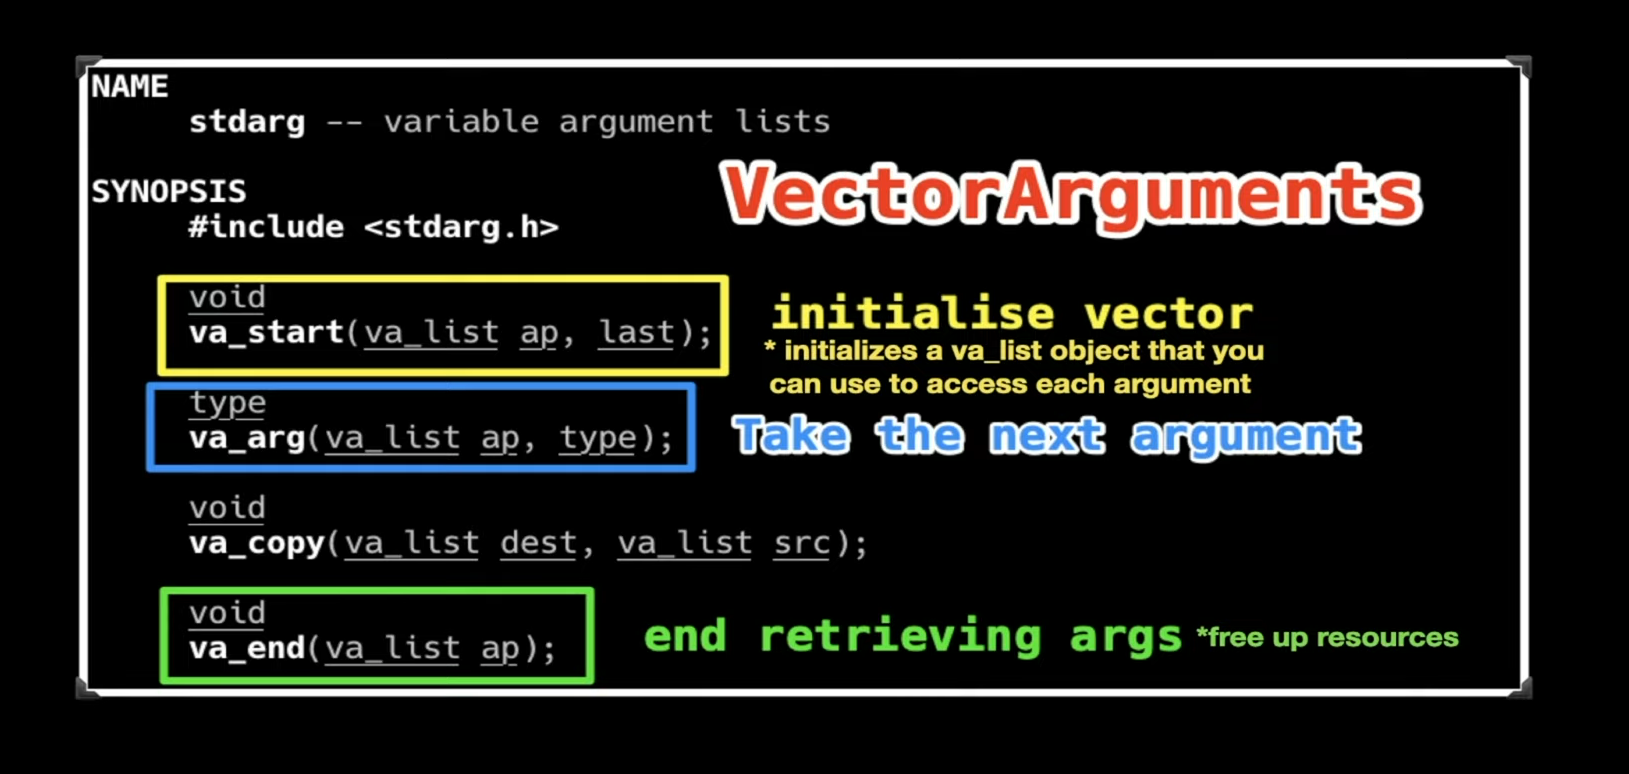 NAME
stdarg -- variable argument lists
VectorArguments
SYNOPSIS
#include <stdarg.h>
void
va_start(va_list ap, last);
initialise vector
* initializes a va_list object that you
can use to access each argument
type
va_arg(va_list ap, type);
Take the next argument
void
va_copy(va_list dest, va_list src);
void
va_end(va_list ap);
end retrieving args *free up resources